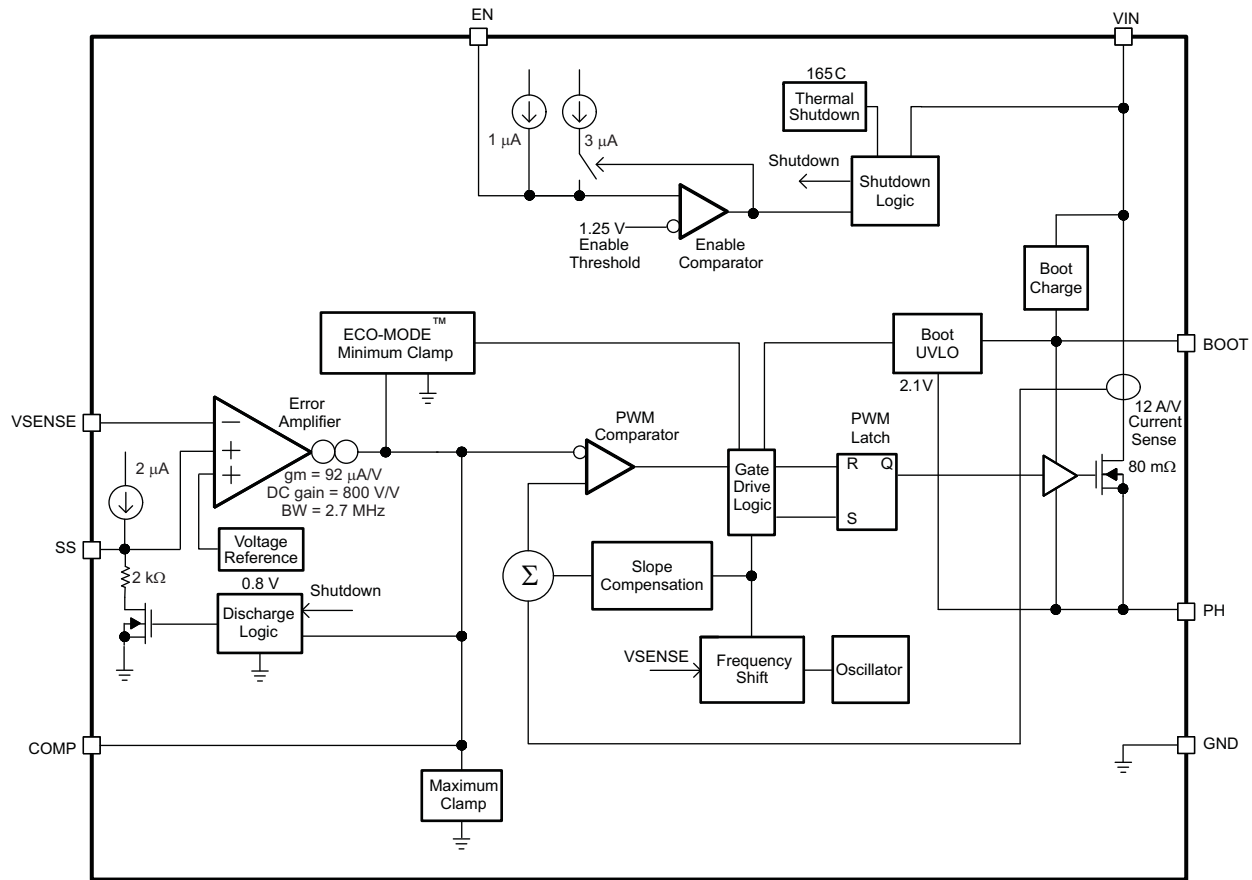 EN
VIN
165C
Thermal
Shutdown
1 μA
3 μA
Shutdown
Shutdown
Logic
1.25 V
Enable
Threshold
Enable
Comparator
Boot
Charge
ECO-MODE™
Minimum Clamp
Boot
UVLO
BOOT
2.1V
12 A/V
Current
Sense
VSENSE
Error
Amplifier
PWM
Comparator
PWM
Latch
gm = 92 μA/V
DC gain = 800 V/V
BW = 2.7 MHz
2 μA
Gate
Drive
Logic
R
Q
S
80 mΩ
SS
Voltage
Reference
2 kΩ
0.8 V
Shutdown
Discharge
Logic
Σ
Slope
Compensation
PH
VSENSE
Frequency
Shift
Oscillator
COMP
GND
Maximum
Clamp